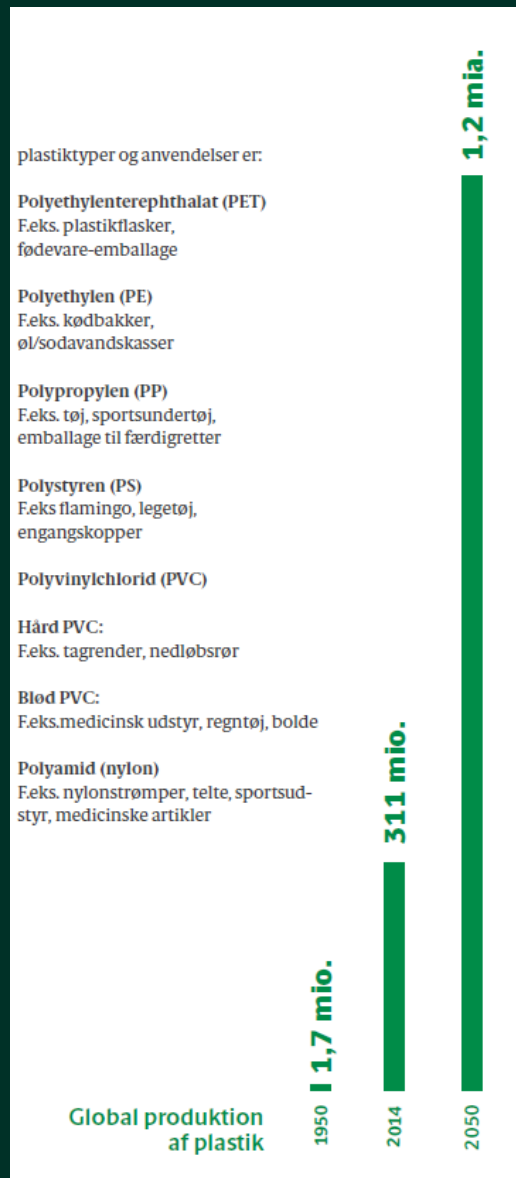 plastiktyper og anvendelser er:
Polyethylenterephthalat (PET)
F.eks. plastikflasker,
fødevare-emballage
Polyethylen (PE)
F.eks. kødbakker,
øl/sodavandskasser
Polypropylen (PP)
F.eks. tøj, sportsundertøj,
emballage til færdigretter
Polystyren (PS)
F.eks flamingo, legetøj,
engangskopper
Polyvinylchlorid (PVC)
Hård PVC:
F.eks. tagrender, nedløbsrør
Blød PVC:
F.eks.medicinsk udstyr, regntøj, bolde
Polyamid (nylon)
F.eks. nylonstrømper, telte, sportsud-
styr, medicinske artikler
Global produktion
af plastik
1,7 mio.
1950
311 mio.
2014
1,2 mia.
2050